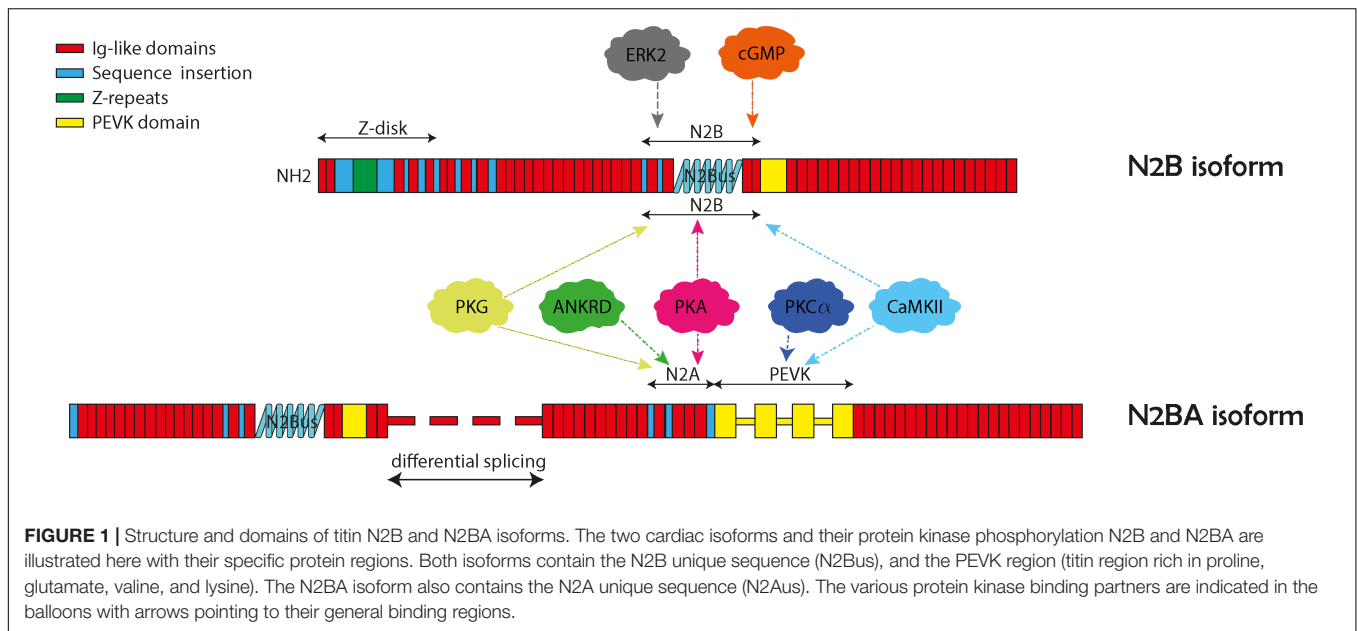 Ig-like domains
Sequence insertion
Z-repeats
PEVK domain
ERK2
cGMP
Z-disk
N2B
NH2
N2Bus
N2B isoform
N2B
PKG
ANKRD
PKA
PKCα
CaMKII
N2A
PEVK
N2Bus
N2BA isoform
differential splicing
FIGURE 1 | Structure and domains of titin N2B and N2BA isoforms. The two cardiac isoforms and their protein kinase phosphorylation N2B and N2BA are
illustrated here with their specific protein regions. Both isoforms contain the N2B unique sequence (N2Bus), and the PEVK region (titin region rich in proline,
glutamate, valine, and lysine). The N2BA isoform also contains the N2A unique sequence (N2Aus). The various protein kinase binding partners are indicated in the
balloons with arrows pointing to their general binding regions.